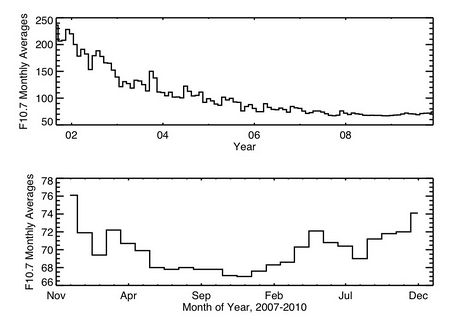 250
200
150
100
50
F10.7 Monthly Averages
02 04 06 08
Year
78
76
74
72
70
68
66
F10.7 Monthly Averages
Nov Apr Sep Feb Jul Dec
Month of Year, 2007-2010